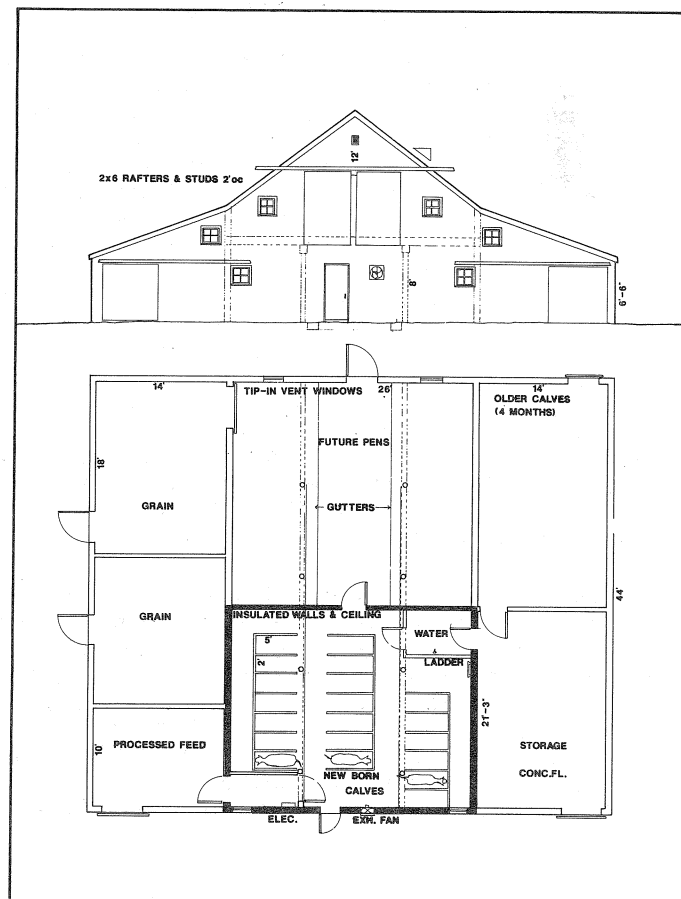 12'
2x6 RAFTERS & STUDS 2'oc
8'
6'-6"
14'
TIP-IN VENT WINDOWS
26'
14'
OLDER CALVES
(4 MONTHS)
FUTURE PENS
18'
GRAIN
GUTTERS
44'
GRAIN
INSULATED WALLS & CEILING
5'
2'
WATER
&
LADDER
21'-3"
10'
PROCESSED FEED
STORAGE
CONC.FL.
NEW BORN
CALVES
ELEC.
EXH. FAN